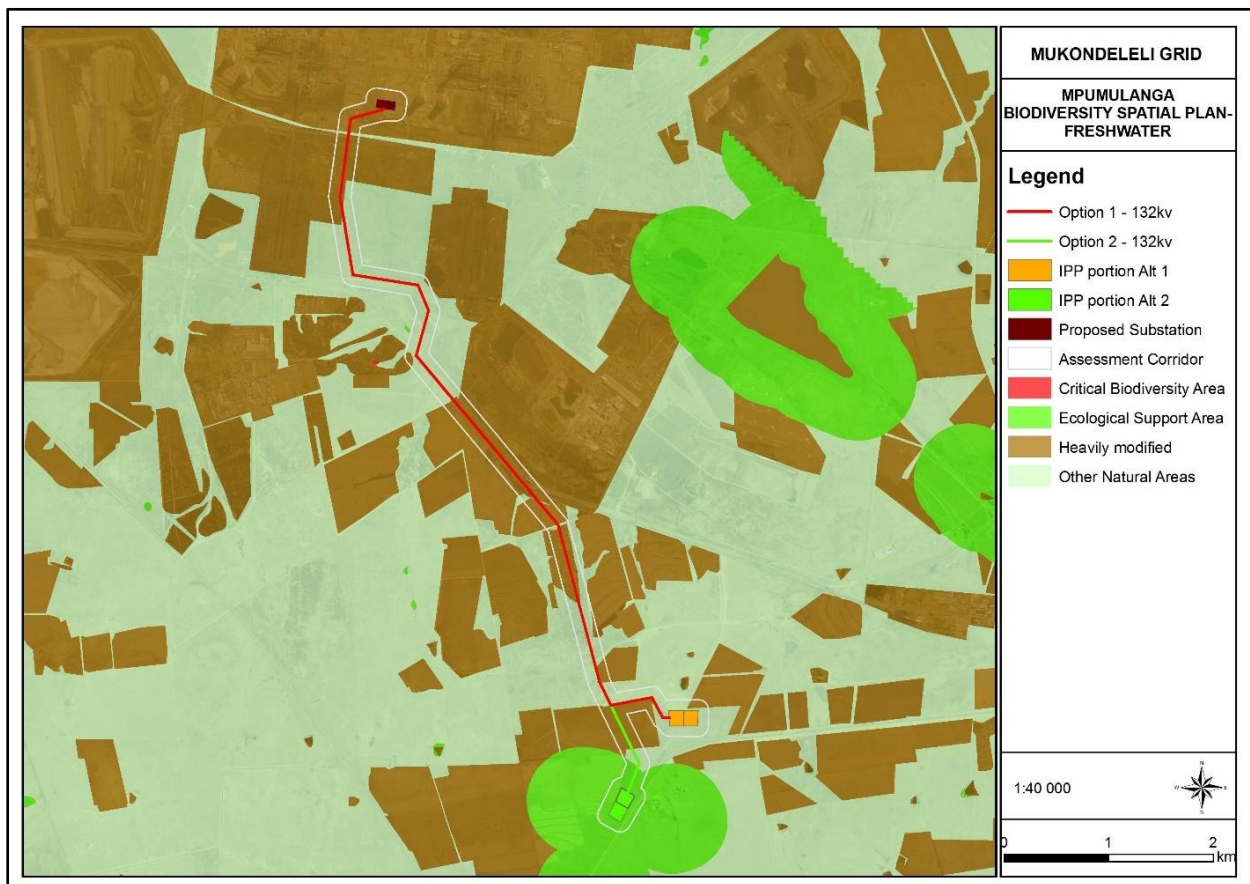 MUKONDELELI GRID
MPUMULANGA
BIODIVERSITY SPATIAL PLAN-
FRESHWATER
Legend
Option 1 - 132kv
Option 2 - 132kv
IPP portion Alt 1
IPP portion Alt 2
Proposed Substation
Assessment Corridor
Critical Biodiversity Area
Ecological Support Area
Heavily modified
Other Natural Areas
1:40 000
N
W E
S
0 1 2
km